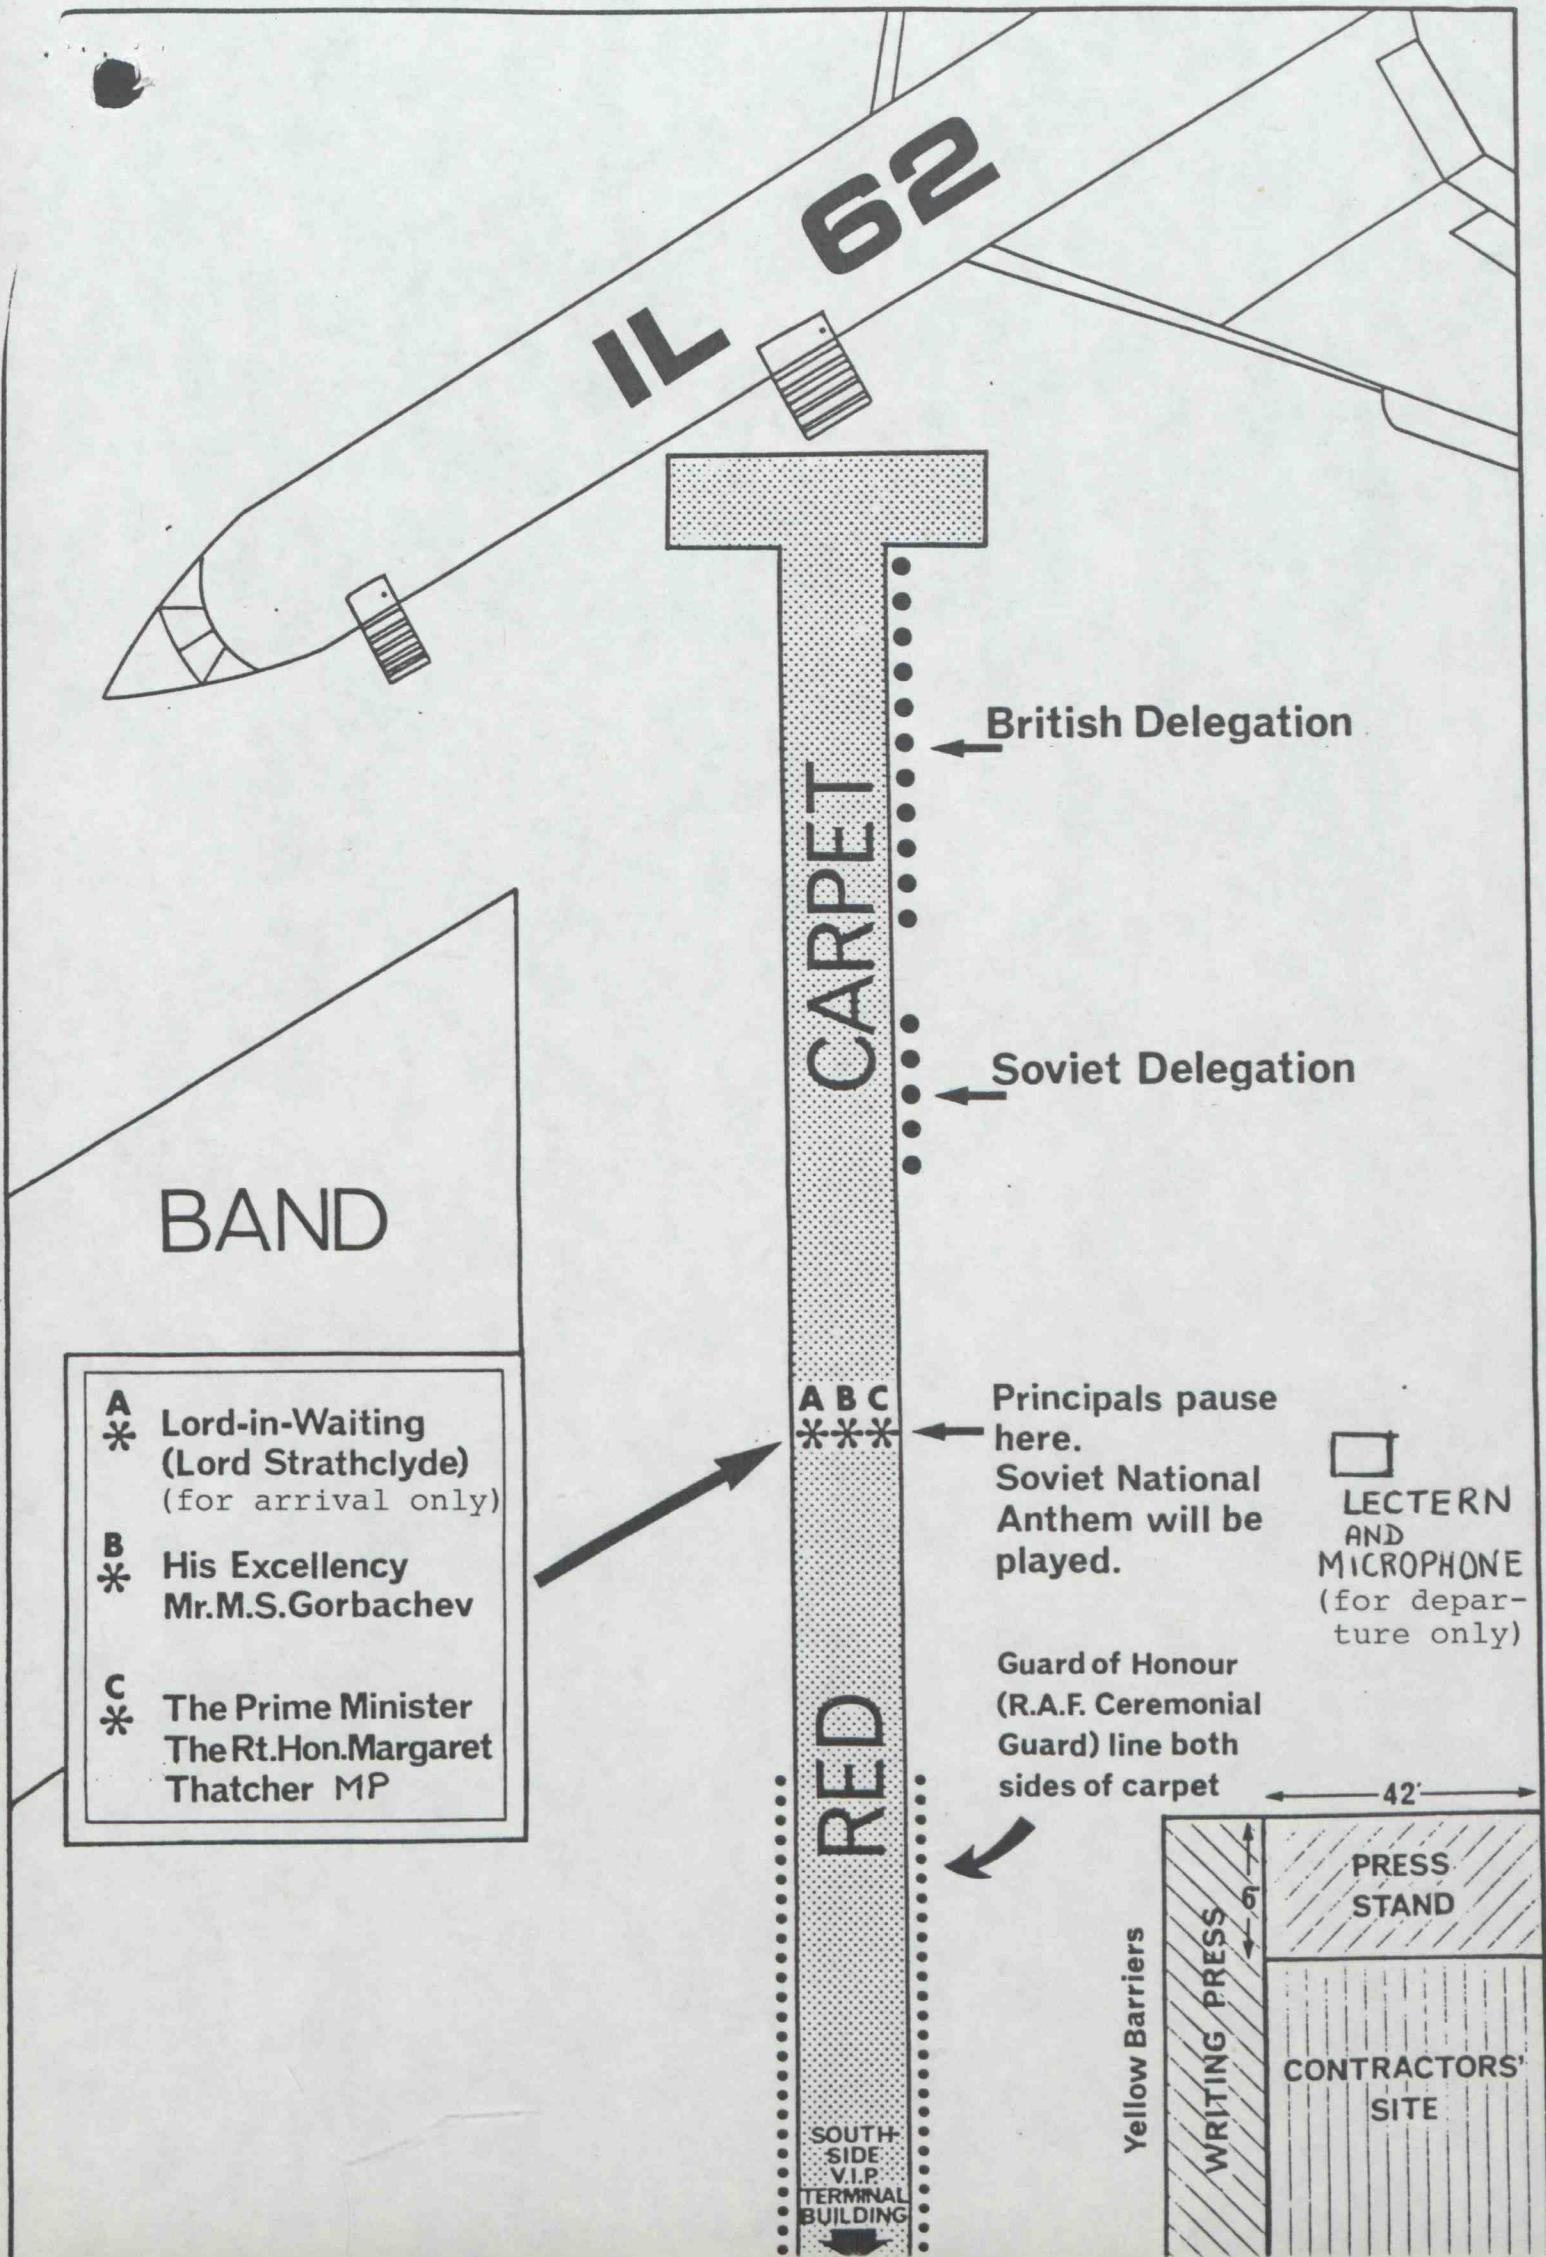 IL 62
British Delegation
CARPET
Soviet Delegation
BAND
A
Lord-in-Waiting
(Lord Strathclyde)
(for arrival only)
B
His Excellency
Mr.M.S.Gorbachev
C
The Prime Minister
The Rt.Hon.Margaret
Thatcher MP
A B C
Principals pause
here.
Soviet National
Anthem will be
played.
LECTERN
AND
MICROPHONE
(for depar-
ture only)
RED
Guard of Honour
(R.A.F. Ceremonial
Guard) line both
sides of carpet
42'
PRESS
STAND
Yellow Barriers
WRITING PRESS
CONTRACTORS'
SITE
SOUTH-
SIDE
V.I.P.
TERMINAL
BUILDING